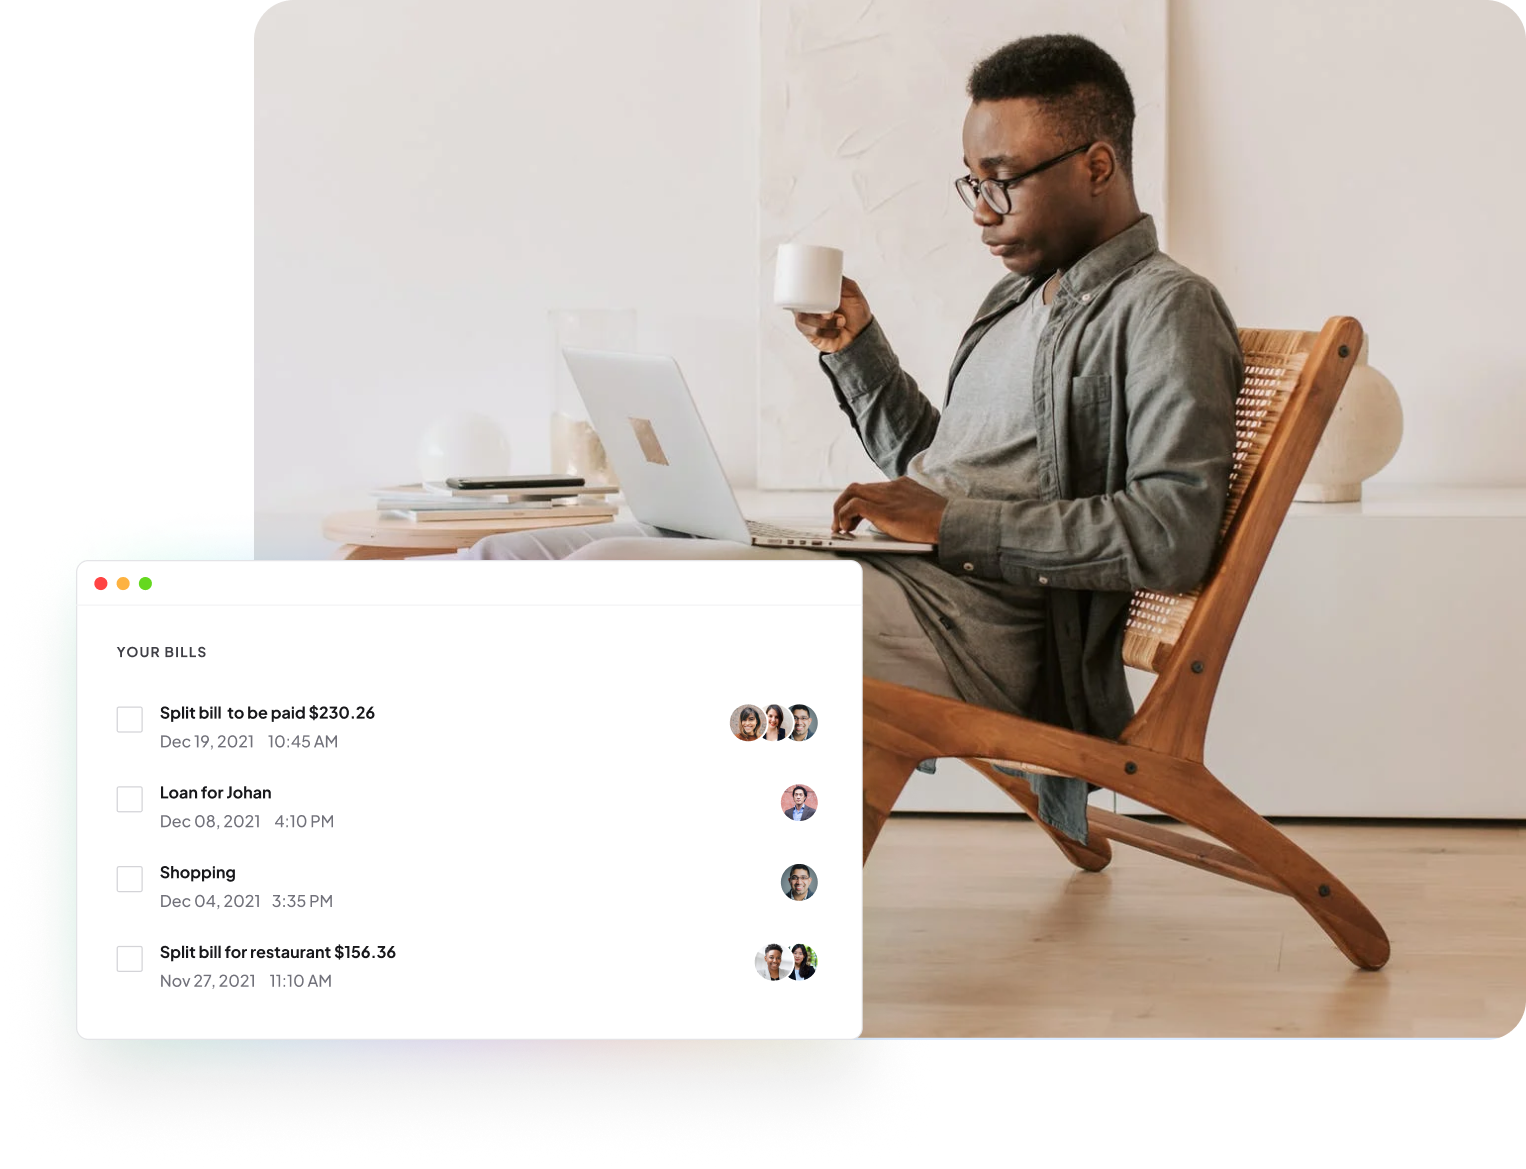 YOUR BILLS
Split bill to be paid $230.26
Dec 19, 2021 10:45 AM
Loan for Johan
Dec 08, 2021 4:10 PM
Shopping
Dec 04, 2021 3:35 PM
Split bill for restaurant $156.36
Nov 27, 2021 11:10 AM